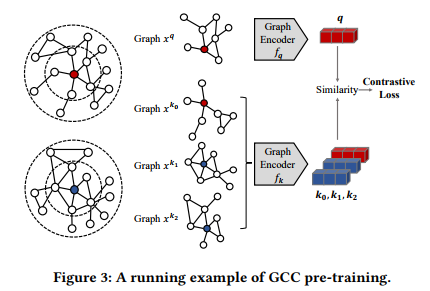 Graph x^q
Graph Encoder f_q
q
Graph x^{k_0}
Similarity
Contrastive Loss
Graph x^{k_1}
Graph Encoder f_k
k_0, k_1, k_2
Graph x^{k_2}
Figure 3: A running example of GCC pre-training.